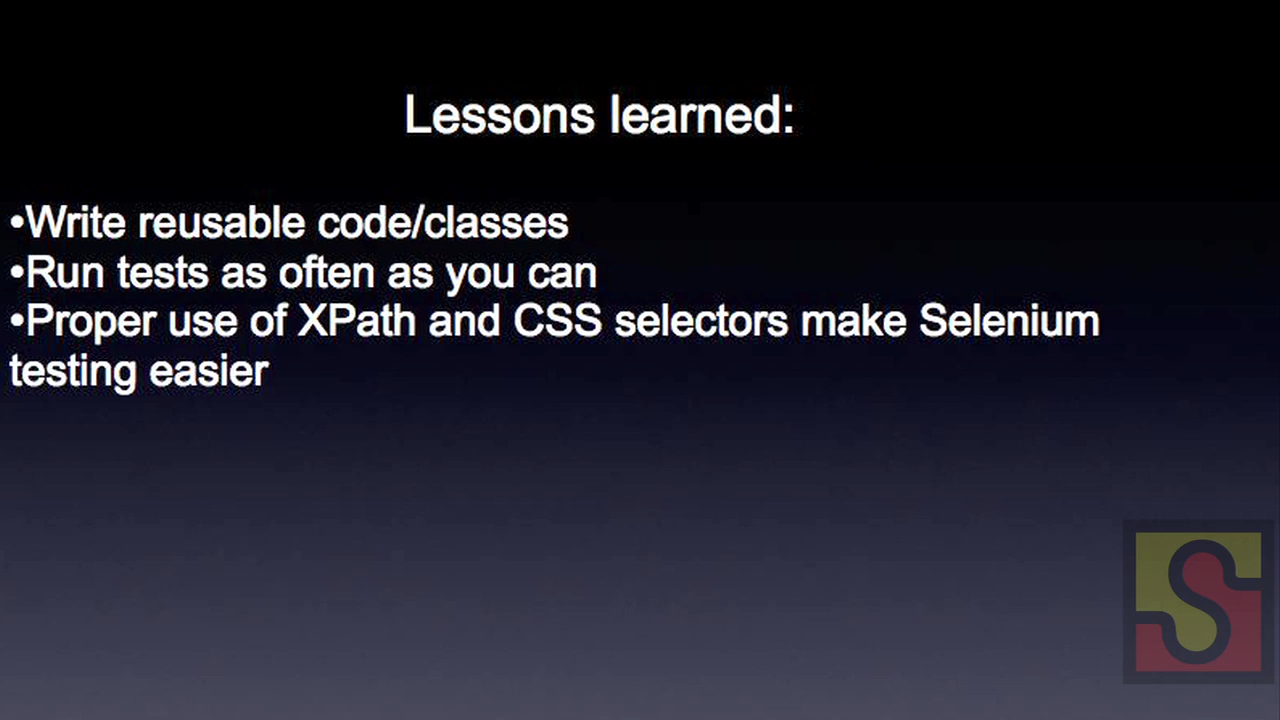 Lessons learned:
•Write reusable code/classes
•Run tests as often as you can
•Proper use of XPath and CSS selectors make Selenium
testing easier